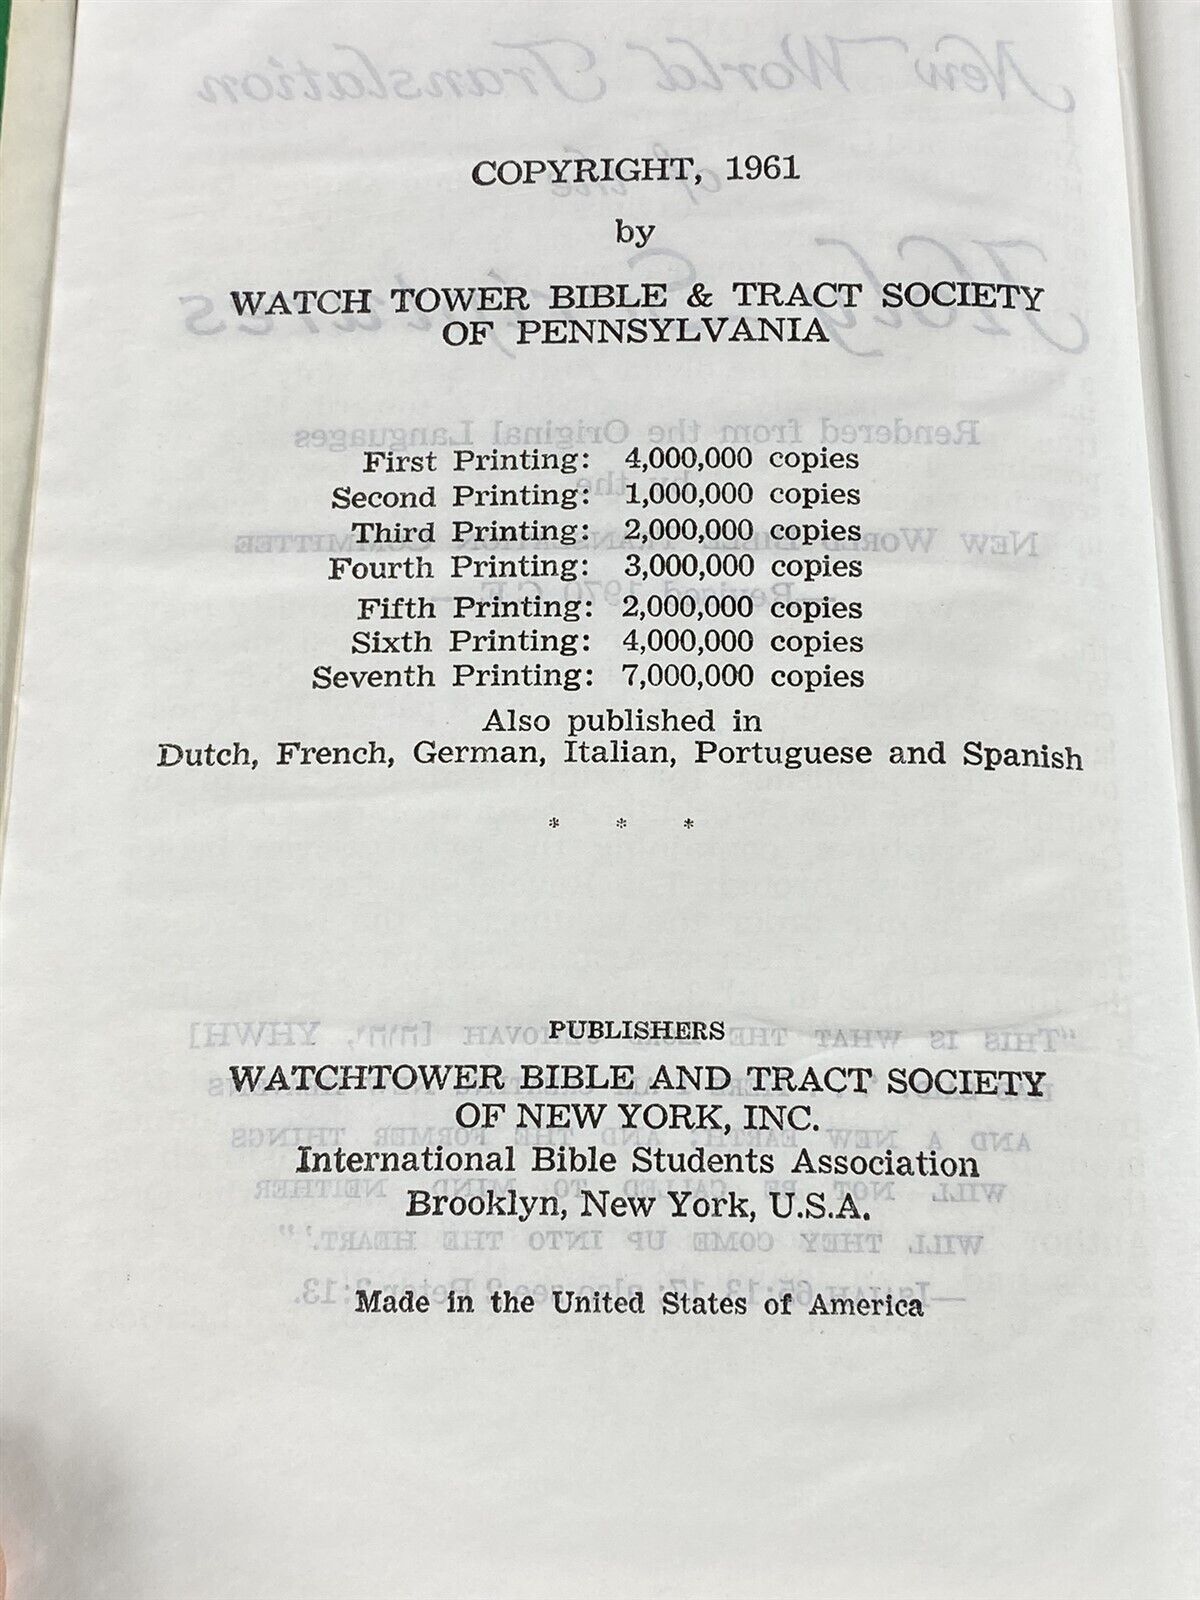 COPYRIGHT, 1961
by
WATCH TOWER BIBLE & TRACT SOCIETY
OF PENNSYLVANIA
First Printing: 4,000,000 copies
Second Printing: 1,000,000 copies
Third Printing: 2,000,000 copies
Fourth Printing: 3,000,000 copies
Fifth Printing: 2,000,000 copies
Sixth Printing: 4,000,000 copies
Seventh Printing: 7,000,000 copies
Also published in
Dutch, French, German, Italian, Portuguese and Spanish
* * *
PUBLISHERS
WATCHTOWER BIBLE AND TRACT SOCIETY
OF NEW YORK, INC.
International Bible Students Association
Brooklyn, New York, U.S.A.
Made in the United States of America